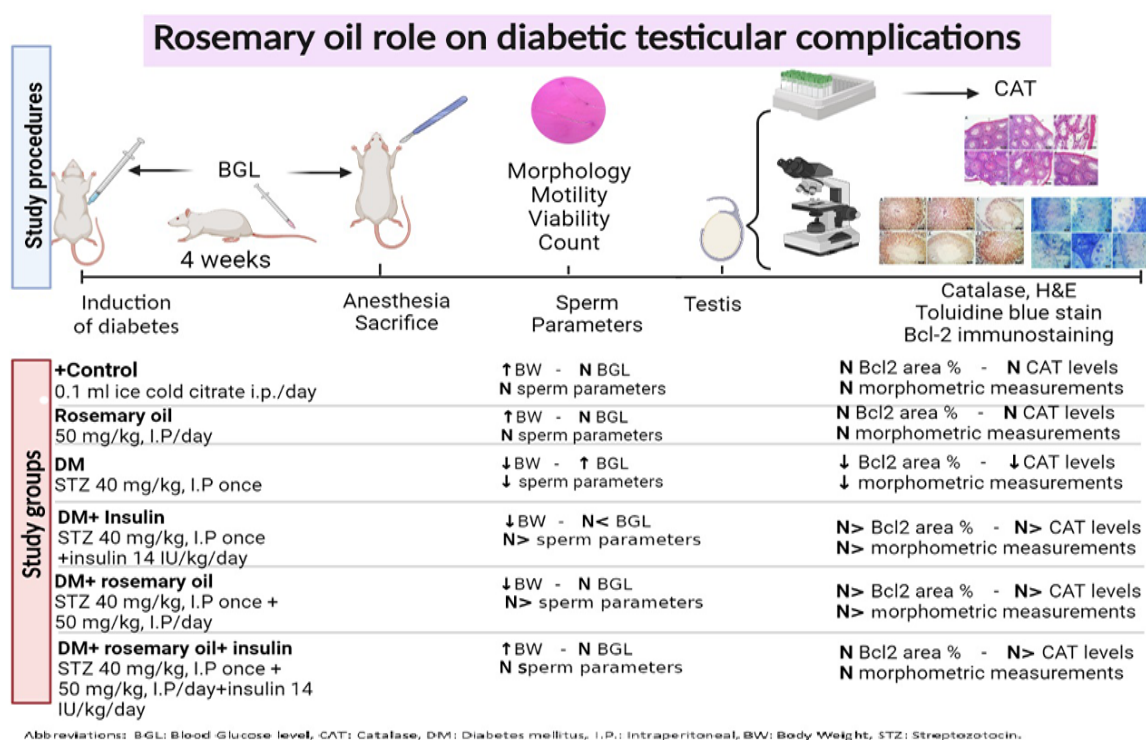 Rosemary oil role on diabetic testicular complications
Study procedures
BGL
4 weeks
Morphology
Motility
Viability
Count
CAT
Induction
of diabetes
Anesthesia
Sacrifice
Sperm
Parameters
Testis
Catalase, H&E
Toluidine blue stain
Bcl-2 immunostaining
Study groups
+Control
0.1 ml ice cold citrate i.p./day
↑BW - N BGL
N sperm parameters
N Bcl2 area % - N CAT levels
N morphometric measurements
Rosemary oil
50 mg/kg, I.P/day
↑BW - N BGL
N sperm parameters
N Bcl2 area % - N CAT levels
N morphometric measurements
DM
STZ 40 mg/kg, I.P once
↓BW - ↑ BGL
↓ sperm parameters
↓ Bcl2 area % - ↓CAT levels
↓ morphometric measurements
DM+ Insulin
STZ 40 mg/kg, I.P once
+insulin 14 IU/kg/day
↓BW - N< BGL
N> sperm parameters
N> Bcl2 area % - N> CAT levels
N> morphometric measurements
DM+ rosemary oil
STZ 40 mg/kg, I.P once +
50 mg/kg, I.P/day
↓BW - N BGL
N> sperm parameters
N> Bcl2 area % - N> CAT levels
N> morphometric measurements
DM+ rosemary oil+ insulin
STZ 40 mg/kg, I.P once +
50 mg/kg, I.P/day+insulin 14
IU/kg/day
↑BW - N BGL
N sperm parameters
N Bcl2 area % - N> CAT levels
N morphometric measurements
Abbreviations: BGL: Blood Glucose level, CAT: Catalase, DM: Diabetes mellitus, I.P.: Intraperitoneal, BW: Body Weight, STZ: Streptozotocin.